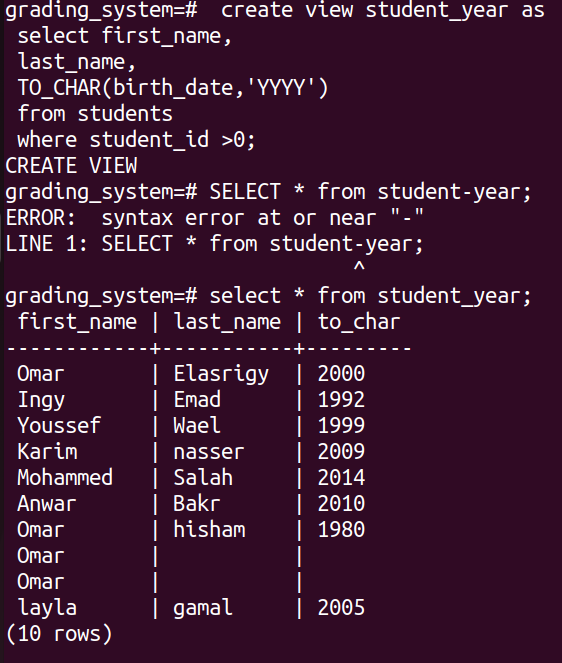 grading_system=#  create view student_year as
 select first_name,
 last_name,
 TO_CHAR(birth_date,'YYYY')
 from students
 where student_id >0;
CREATE VIEW
grading_system=# SELECT * from student-year;
ERROR:  syntax error at or near "-"
LINE 1: SELECT * from student-year;
                             ^
grading_system=# select * from student_year;
 first_name | last_name | to_char
------------+-----------+---------
 Omar       | Elasrigy  | 2000
 Ingy       | Emad      | 1992
 Youssef    | Wael      | 1999
 Karim      | nasser    | 2009
 Mohammed   | Salah     | 2014
 Anwar      | Bakr      | 2010
 Omar       | hisham    | 1980
 Omar       |           |
 Omar       |           |
 layla      | gamal     | 2005
(10 rows)